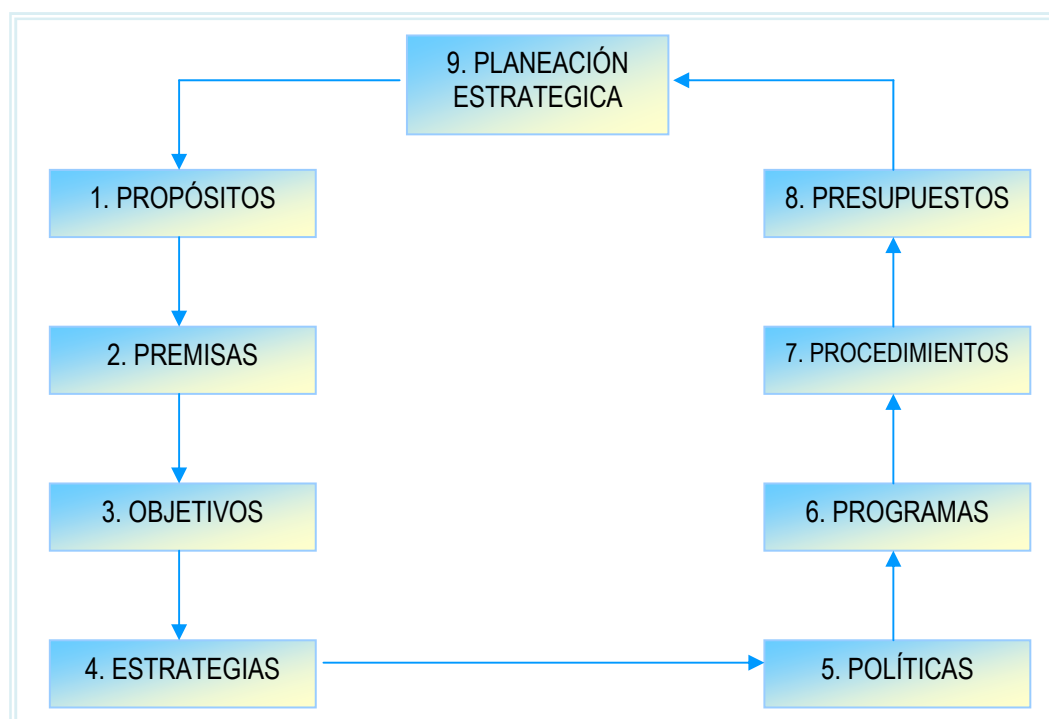 9. PLANEACIÓN
ESTRATEGICA
1. PROPÓSITOS
8. PRESUPUESTOS
2. PREMISAS
7. PROCEDIMIENTOS
3. OBJETIVOS
6. PROGRAMAS
4. ESTRATEGIAS
5. POLÍTICAS